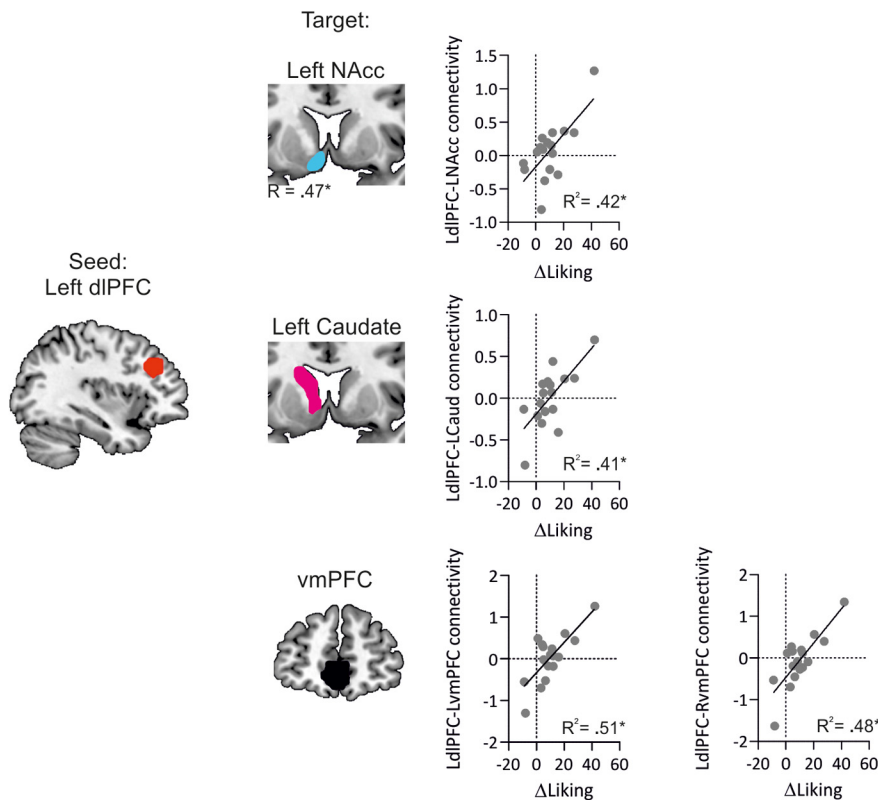 Target:
Left NAcc
R = .47*
LdlPFC-LNAcc connectivity
1.5
1.0
0.5
0.0
-0.5
-1.0
R² = .42*
-20 0 20 40 60
ΔLiking
Seed:
Left dlPFC
Left Caudate
LdlPFC-LCaud connectivity
1.0
0.5
0.0
-0.5
-1.0
R² = .41*
-20 0 20 40 60
ΔLiking
vmPFC
LdlPFC-LvmPFC connectivity
2
1
0
-1
-2
R² = .51*
-20 0 20 40 60
ΔLiking
LdlPFC-RvmPFC connectivity
2
1
0
-1
-2
R² = .48*
-20 0 20 40 60
ΔLiking